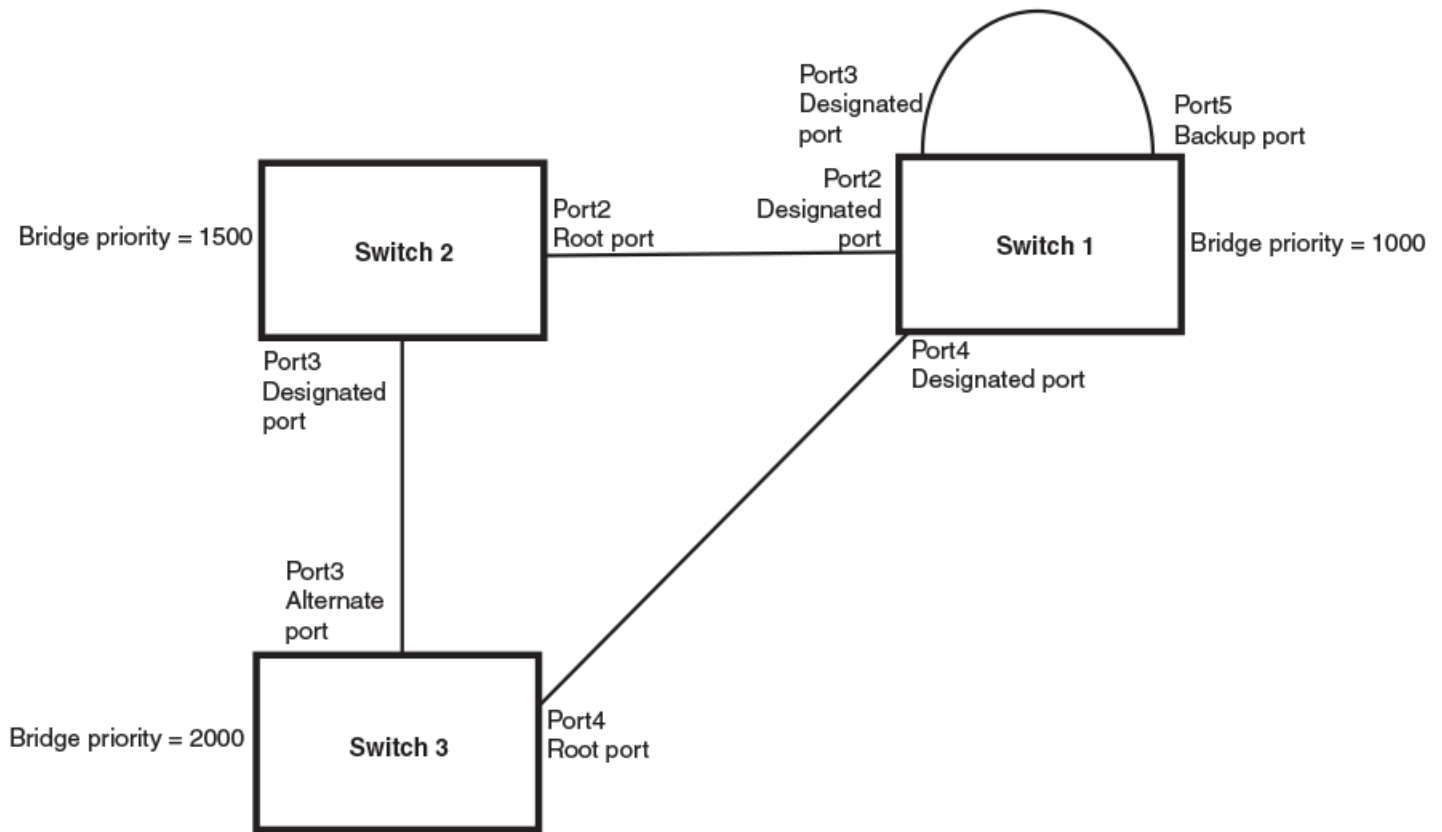 Port3
Designated
port
Port5
Backup port
Port2
Designated
port
Port2
Root port
Bridge priority = 1500
Switch 2
Switch 1
Bridge priority = 1000
Port3
Designated
port
Port4
Designated port
Port3
Alternate
port
Bridge priority = 2000
Switch 3
Port4
Root port